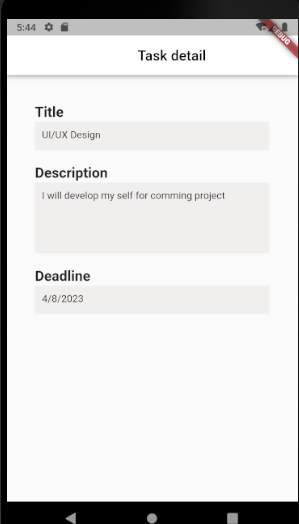 5:44
DEBUG
Task detail
Title
UI/UX Design
Description
I will develop my self for comming project
Deadline
4/8/2023